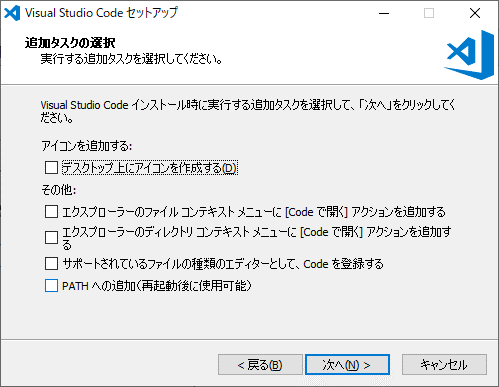 Visual Studio Code セットアップ
追加タスクの選択
実行する追加タスクを選択してください。
Visual Studio Code インストール時に実行する追加タスクを選択して、「次へ」をクリックしてく
ださい。
アイコンを追加する:
デスクトップ上にアイコンを作成する(D)
その他:
エクスプローラーのファイル コンテキスト メニューに [Code で開く] アクションを追加する
エクスプローラーのディレクトリ コンテキスト メニューに [Code で開く] アクションを追加す
る
サポートされているファイルの種類のエディターとして、Code を登録する
PATH への追加（再起動後に使用可能）
< 戻る(B)
次へ(N) >
キャンセル